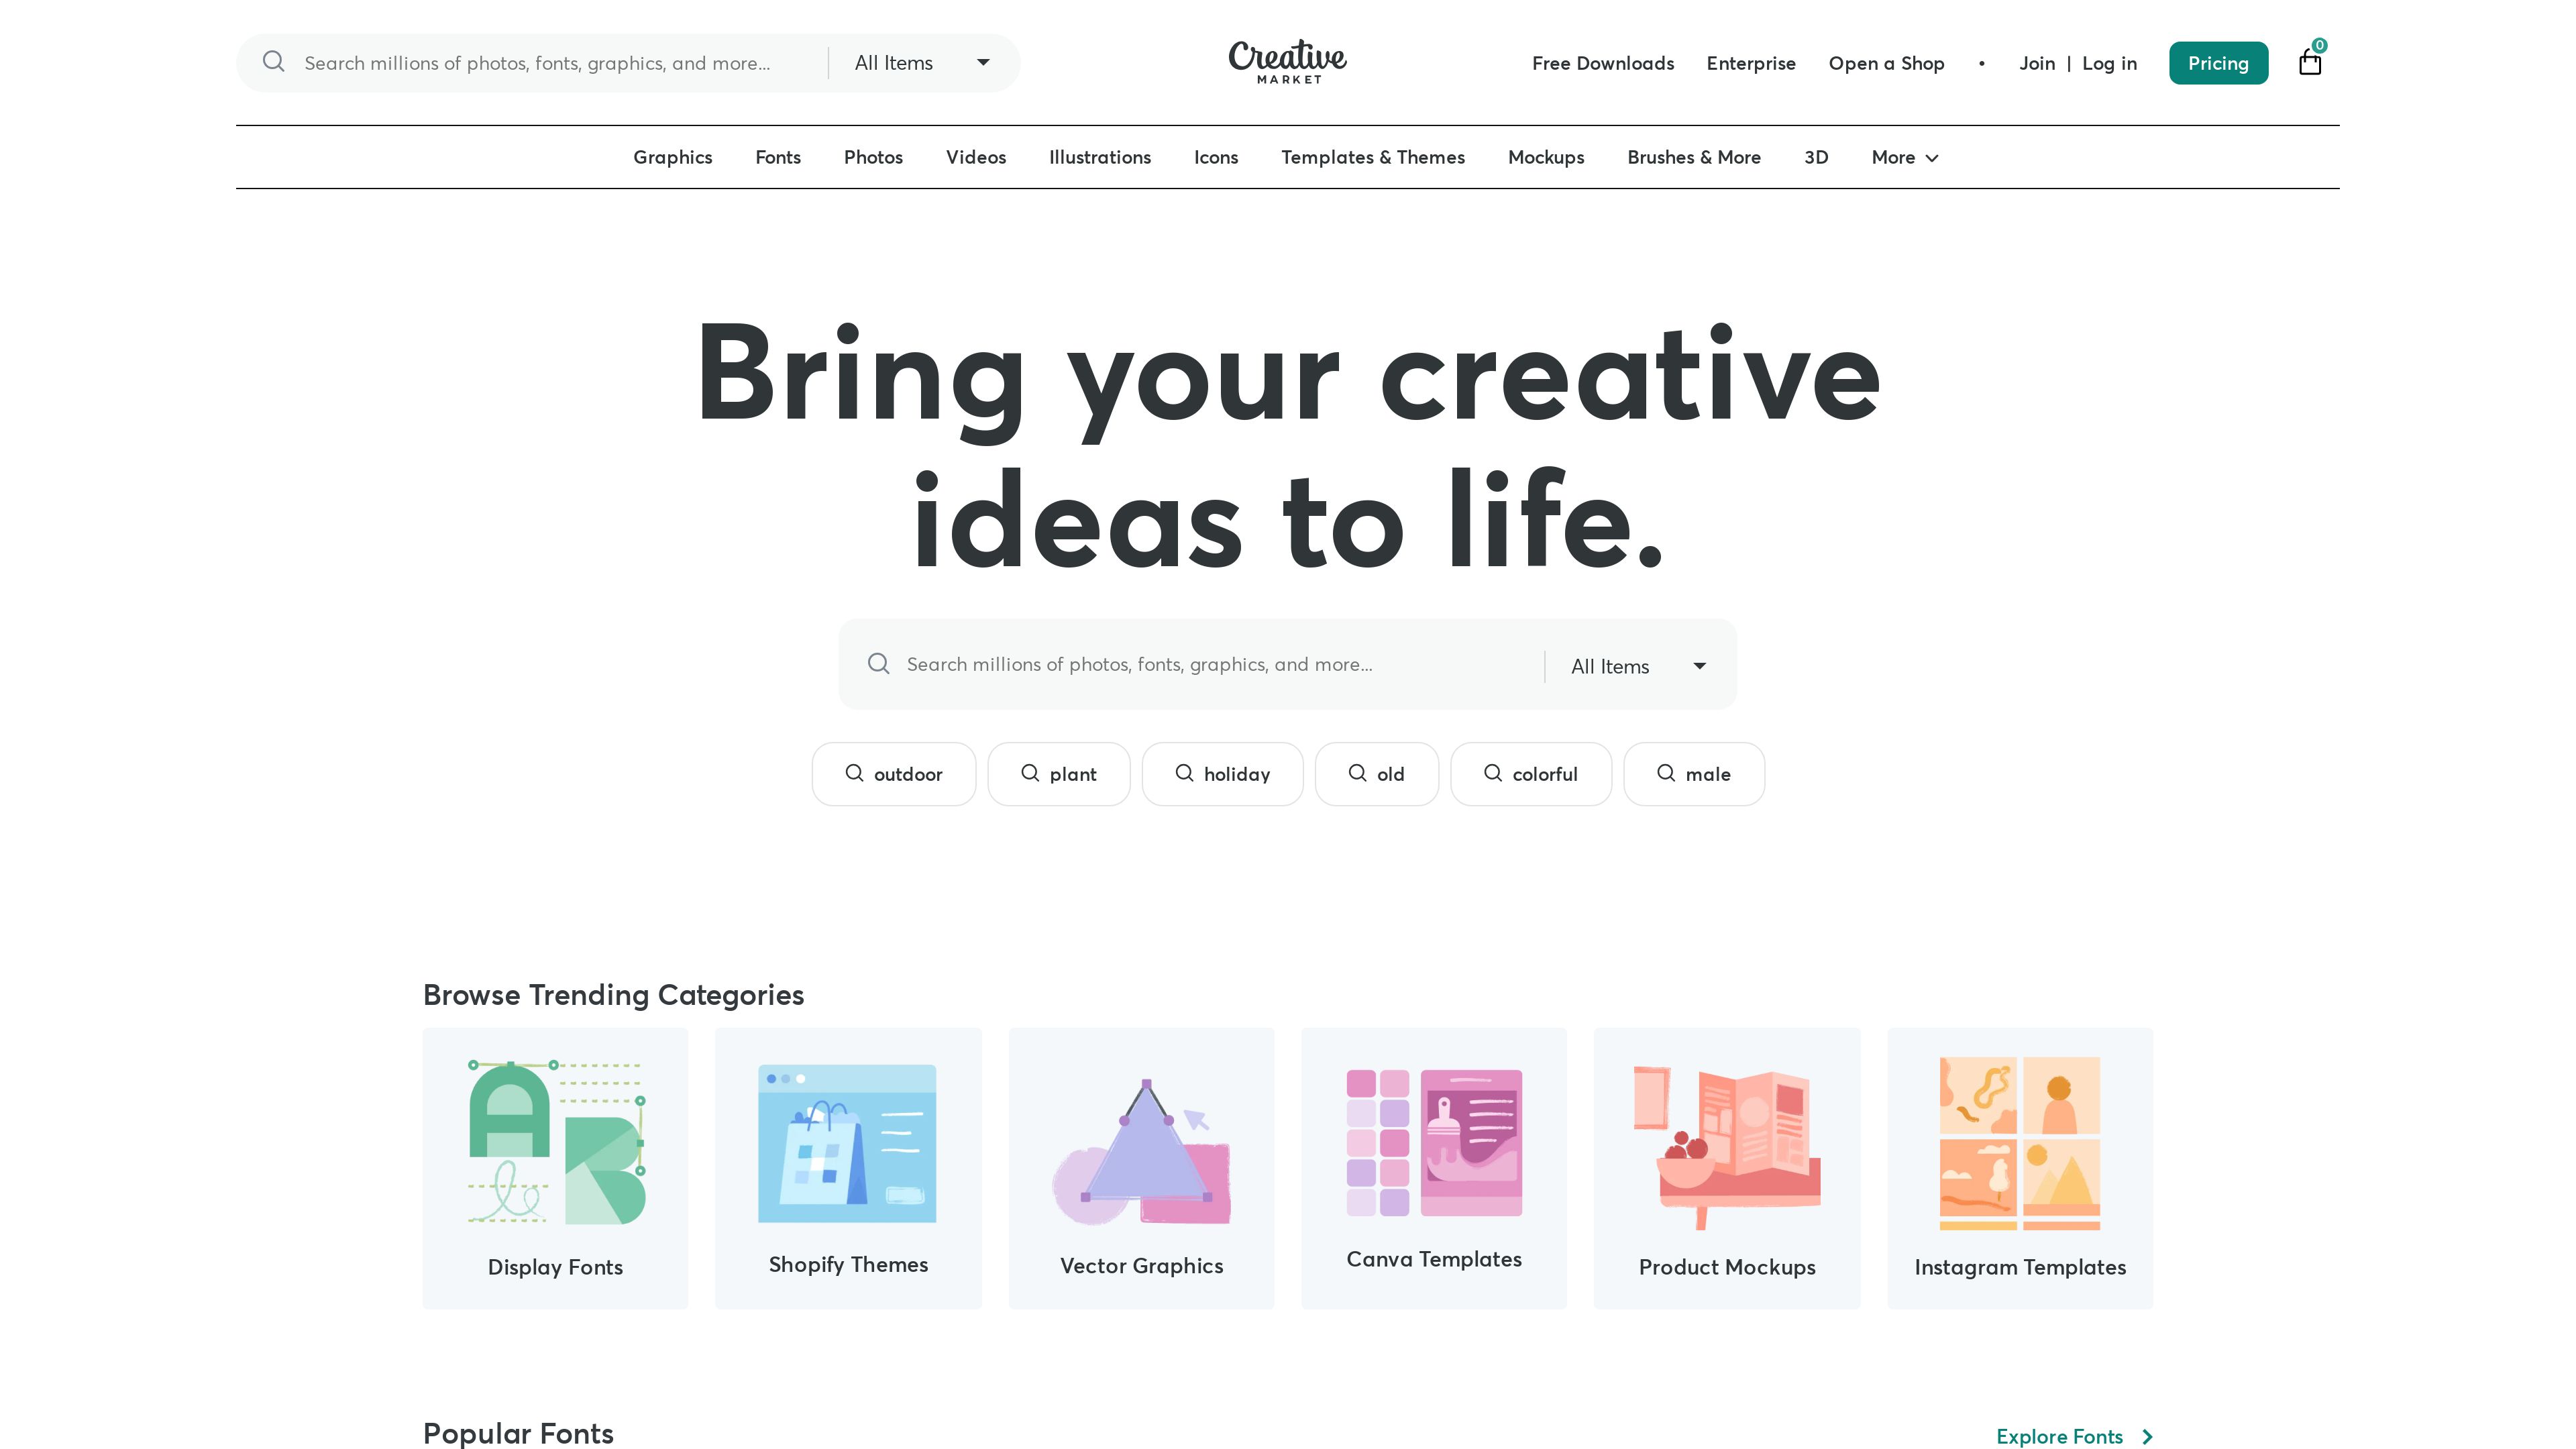 Search millions of photos, fonts, graphics, and more...
All Items
Creative
MARKET
Free Downloads
Enterprise
Open a Shop
•
Join | Log in
Pricing
0
Graphics
Fonts
Photos
Videos
Illustrations
Icons
Templates & Themes
Mockups
Brushes & More
3D
More
Bring your creative
ideas to life.
Search millions of photos, fonts, graphics, and more...
All Items
outdoor
plant
holiday
old
colorful
male
Browse Trending Categories
Display Fonts
Shopify Themes
Vector Graphics
Canva Templates
Product Mockups
Instagram Templates
Popular Fonts
Explore Fonts